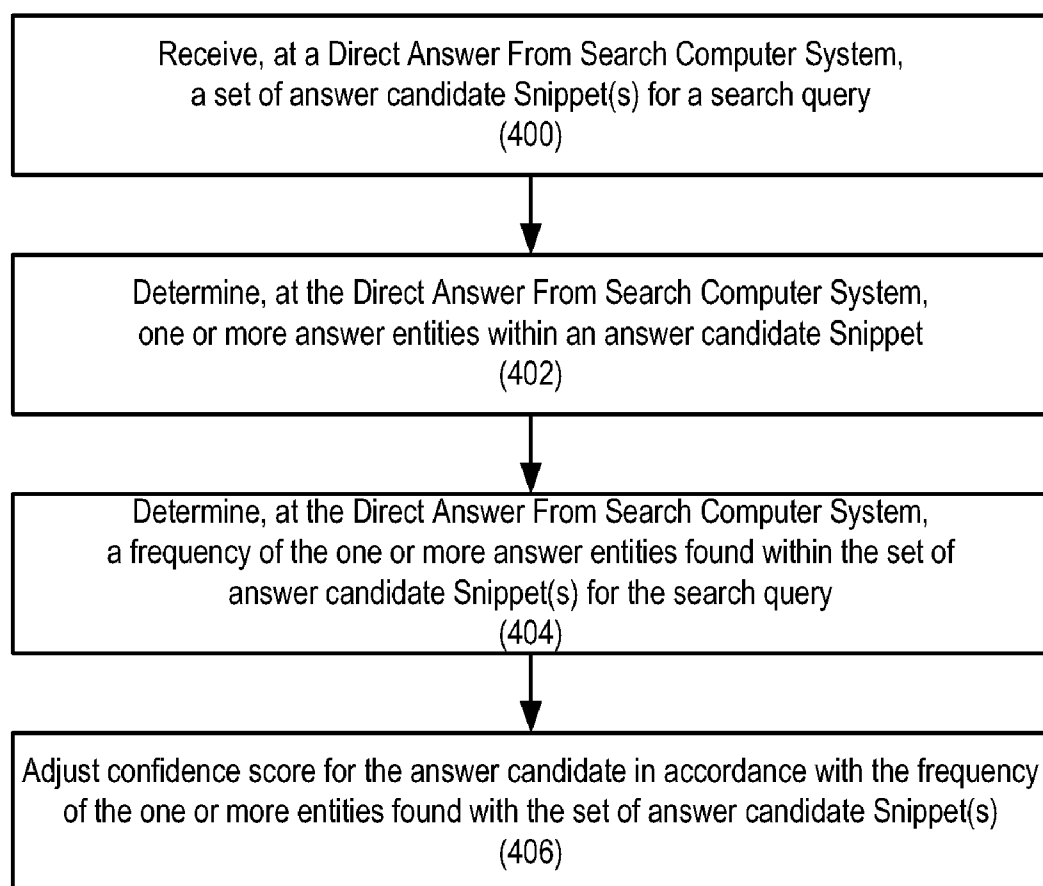 Receive, at a Direct Answer From Search Computer System,
a set of answer candidate Snippet(s) for a search query
(400)
Determine, at the Direct Answer From Search Computer System,
one or more answer entities within an answer candidate Snippet
(402)
Determine, at the Direct Answer From Search Computer System,
a frequency of the one or more answer entities found within the set of
answer candidate Snippet(s) for the search query
(404)
Adjust confidence score for the answer candidate in accordance with the frequency
of the one or more entities found with the set of answer candidate Snippet(s)
(406)